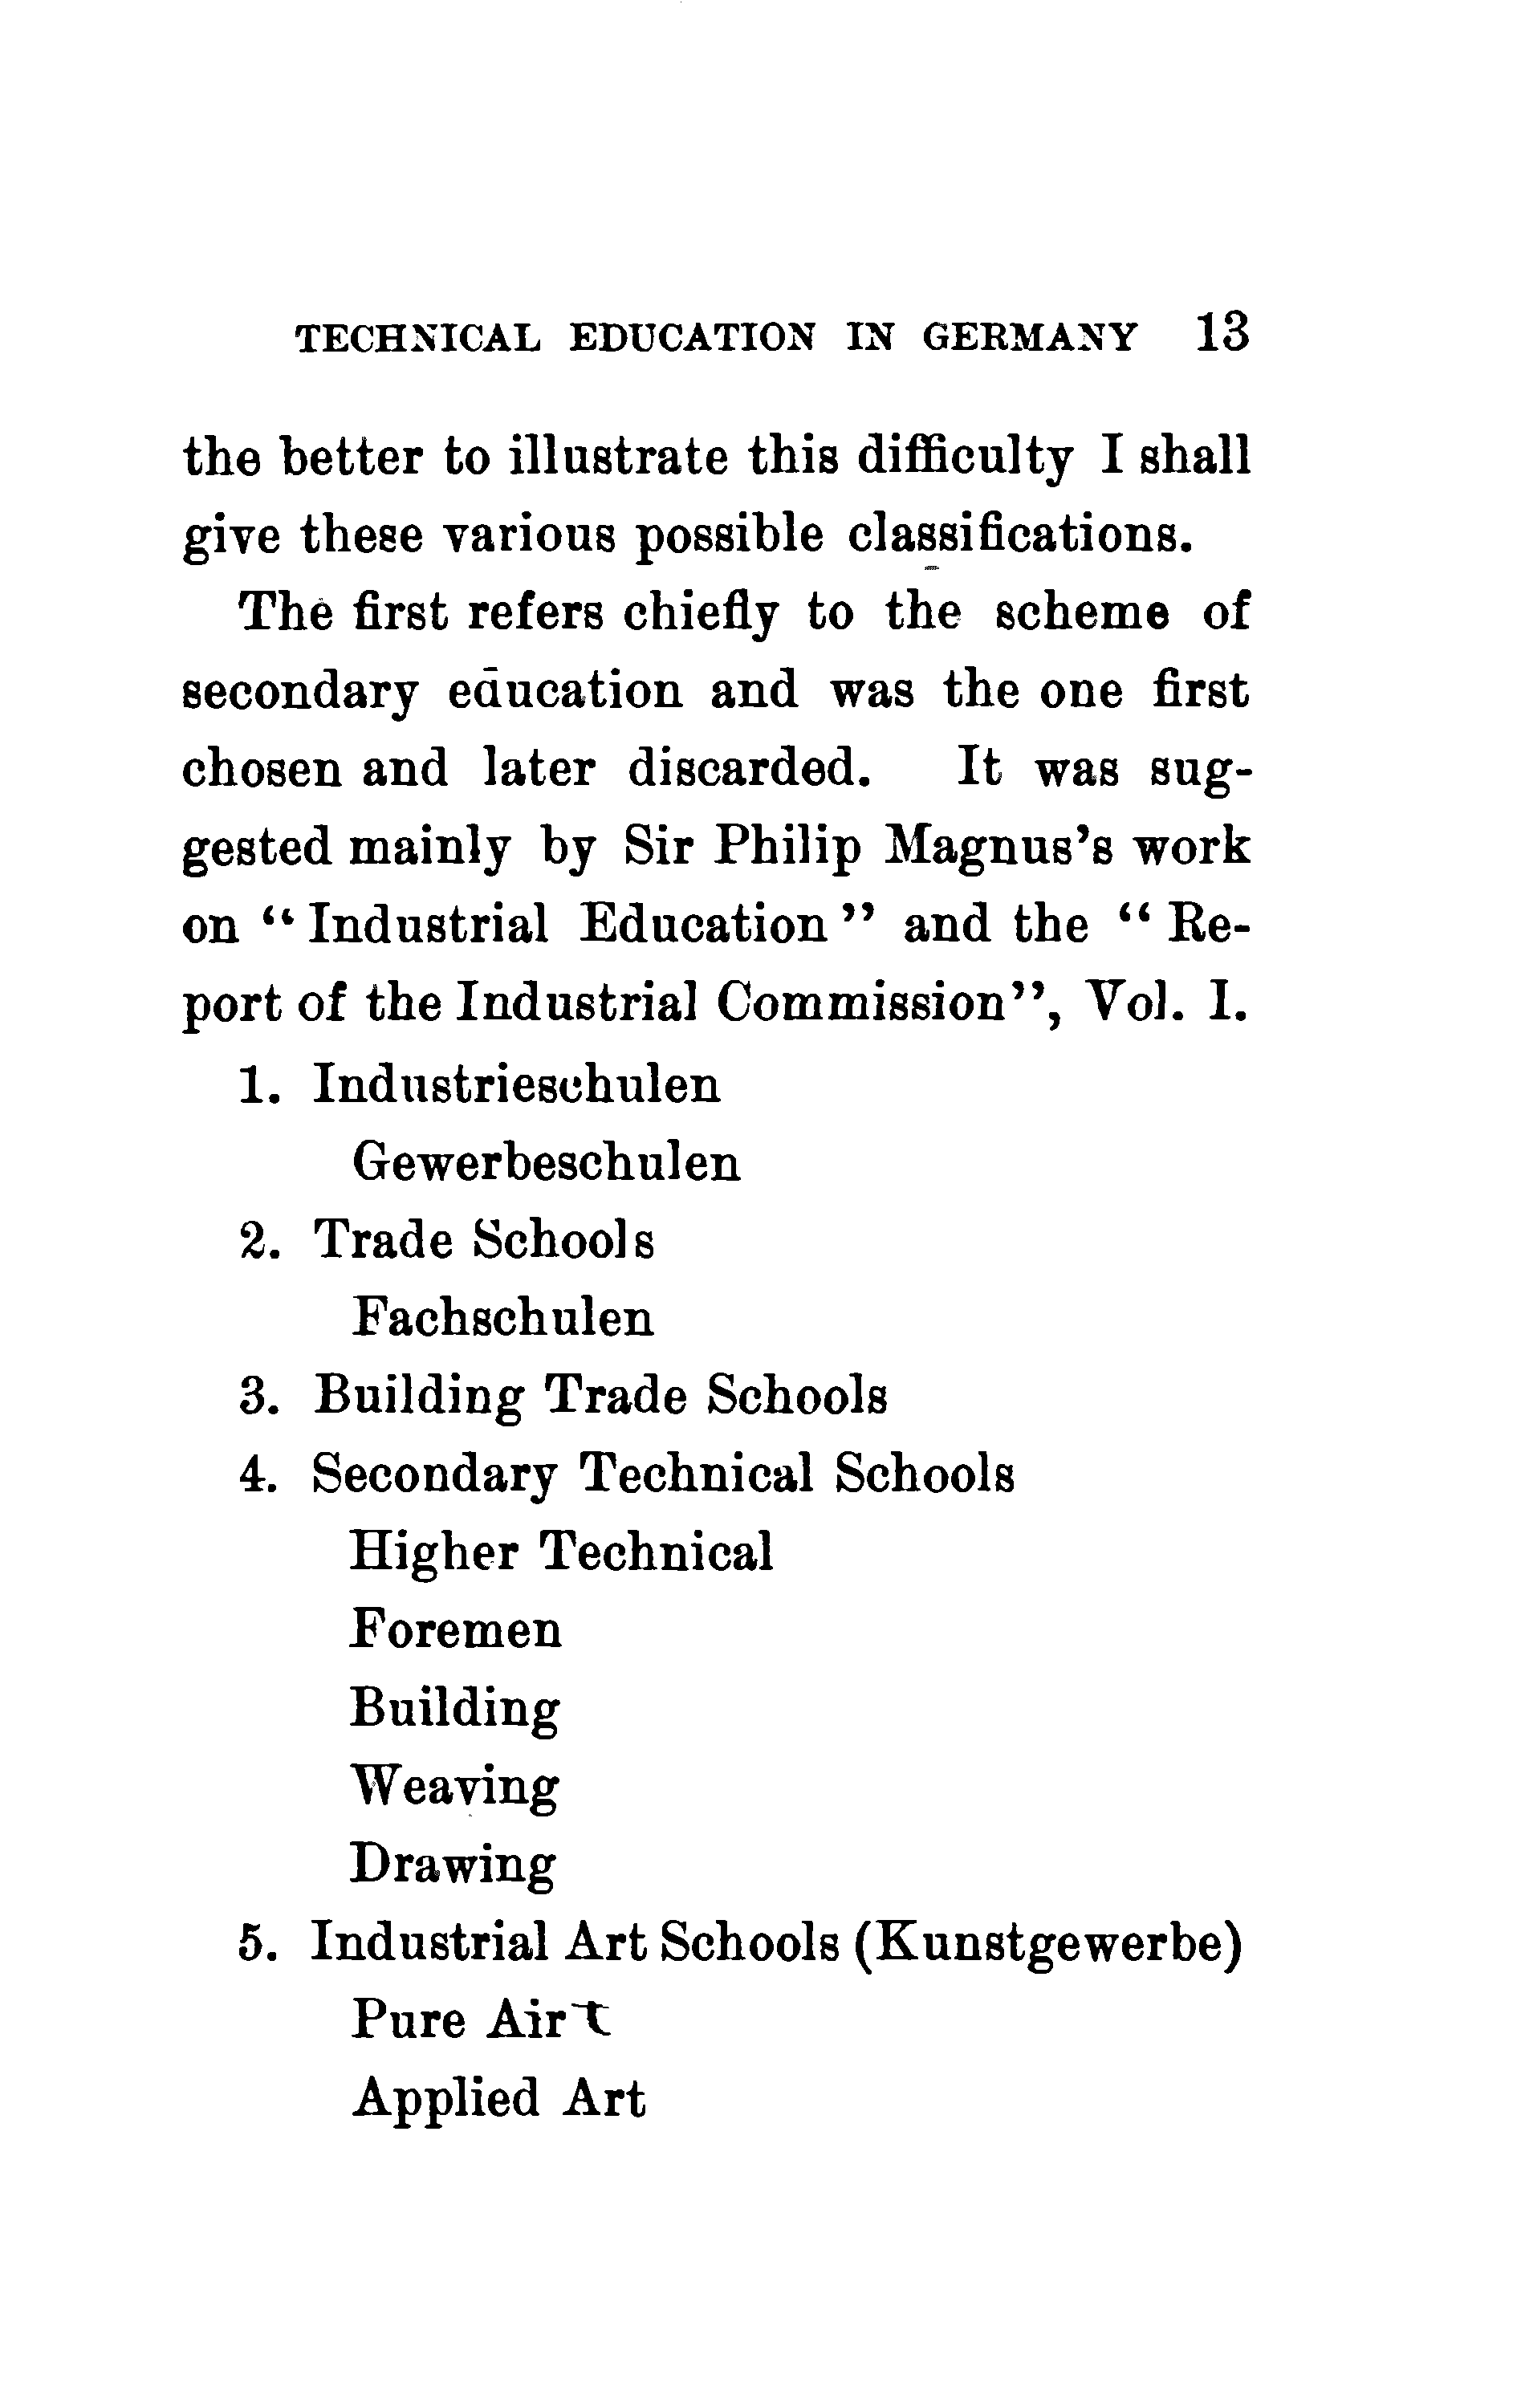 TECHNICAL EDUCATION IN GERMANY 13
the better to illustrate this difficulty I shall
give these various possible classifications.
The first refers chiefly to the scheme of
secondary education and was the one first
chosen and later discarded. It was sug-
gested mainly by Sir Philip Magnus's work
on "Industrial Education" and the "Re-
port of the Industrial Commission", Vol. I.
1. Industrieschulen
Gewerbeschulen
2. Trade Schools
Fachschulen
3. Building Trade Schools
4. Secondary Technical Schools
Higher Technical
Foremen
Building
Weaving
Drawing
5. Industrial Art Schools (Kunstgewerbe)
Pure Airt
Applied Art